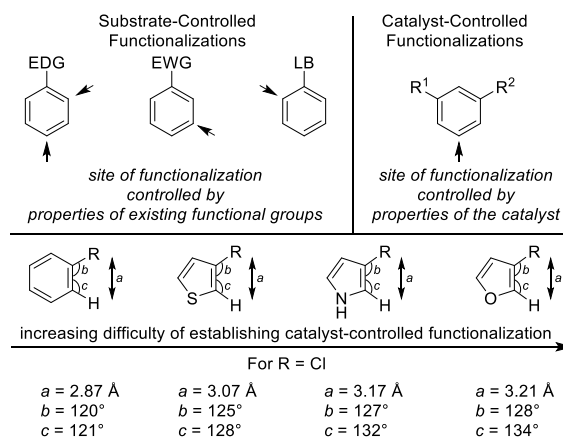 Substrate-Controlled
Functionalizations
Catalyst-Controlled
Functionalizations
EDG
EWG
LB
R1
R2
site of functionalization
controlled by
properties of existing functional groups
site of functionalization
controlled by
properties of the catalyst
R
b
a
c
H
R
b
a
c
S
H
R
b
a
c
N
H
H
R
b
a
c
O
H
increasing difficulty of establishing catalyst-controlled functionalization
For R = Cl
a = 2.87 Å
b = 120°
c = 121°
a = 3.07 Å
b = 125°
c = 128°
a = 3.17 Å
b = 127°
c = 132°
a = 3.21 Å
b = 128°
c = 134°